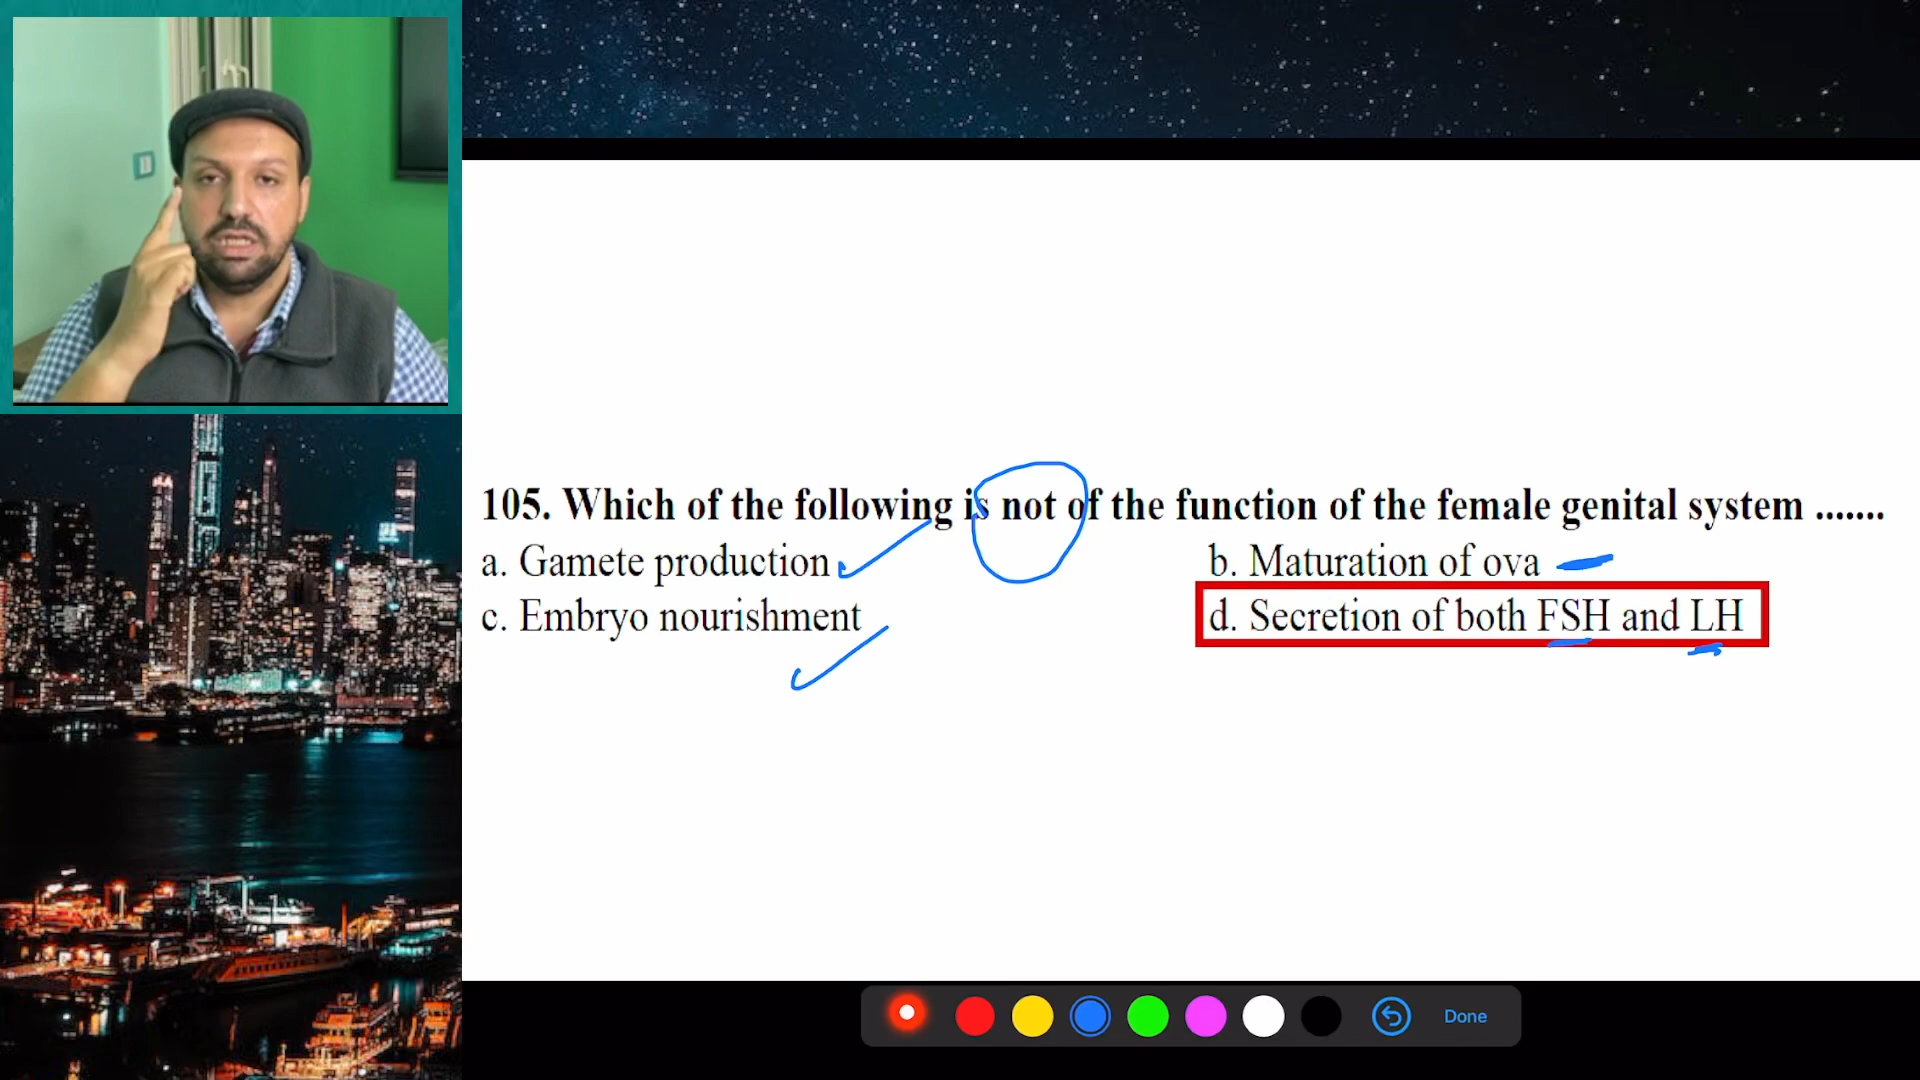 105. Which of the following is not of the function of the female genital system .......
a. Gamete production
b. Maturation of ova
c. Embryo nourishment
d. Secretion of both FSH and LH
Done